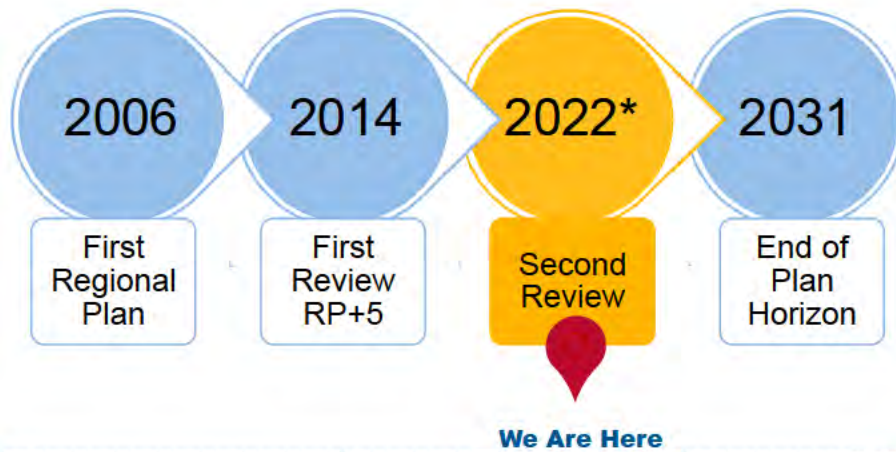 2006
2014
2022*
2031
First
Regional
Plan
First
Review
RP+5
Second
Review
End of
Plan
Horizon
We Are Here